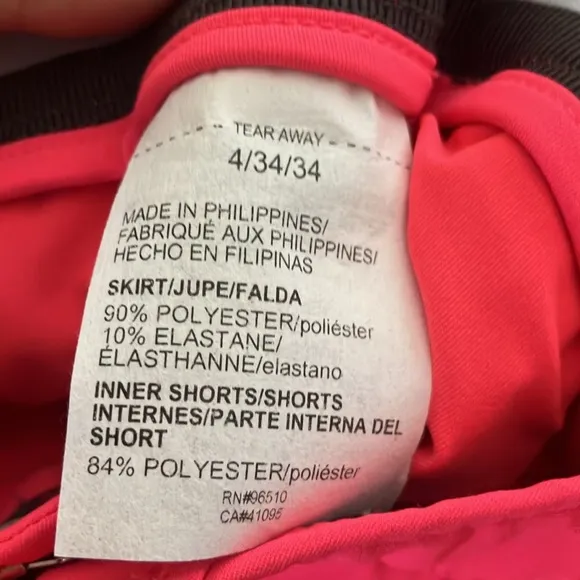 TEAR AWAY
4/34/34
MADE IN PHILIPPINES/
FABRIQUÉ AUX PHILIPPINES/
HECHO EN FILIPINAS
SKIRT/JUPE/FALDA
90% POLYESTER/poliéster
10% ELASTANE/
ÉLASTHANNE/elastano
INNER SHORTS/SHORTS
INTERNES/PARTE INTERNA DEL
SHORT
84% POLYESTER/poliéster
RN#96510
CA#41095